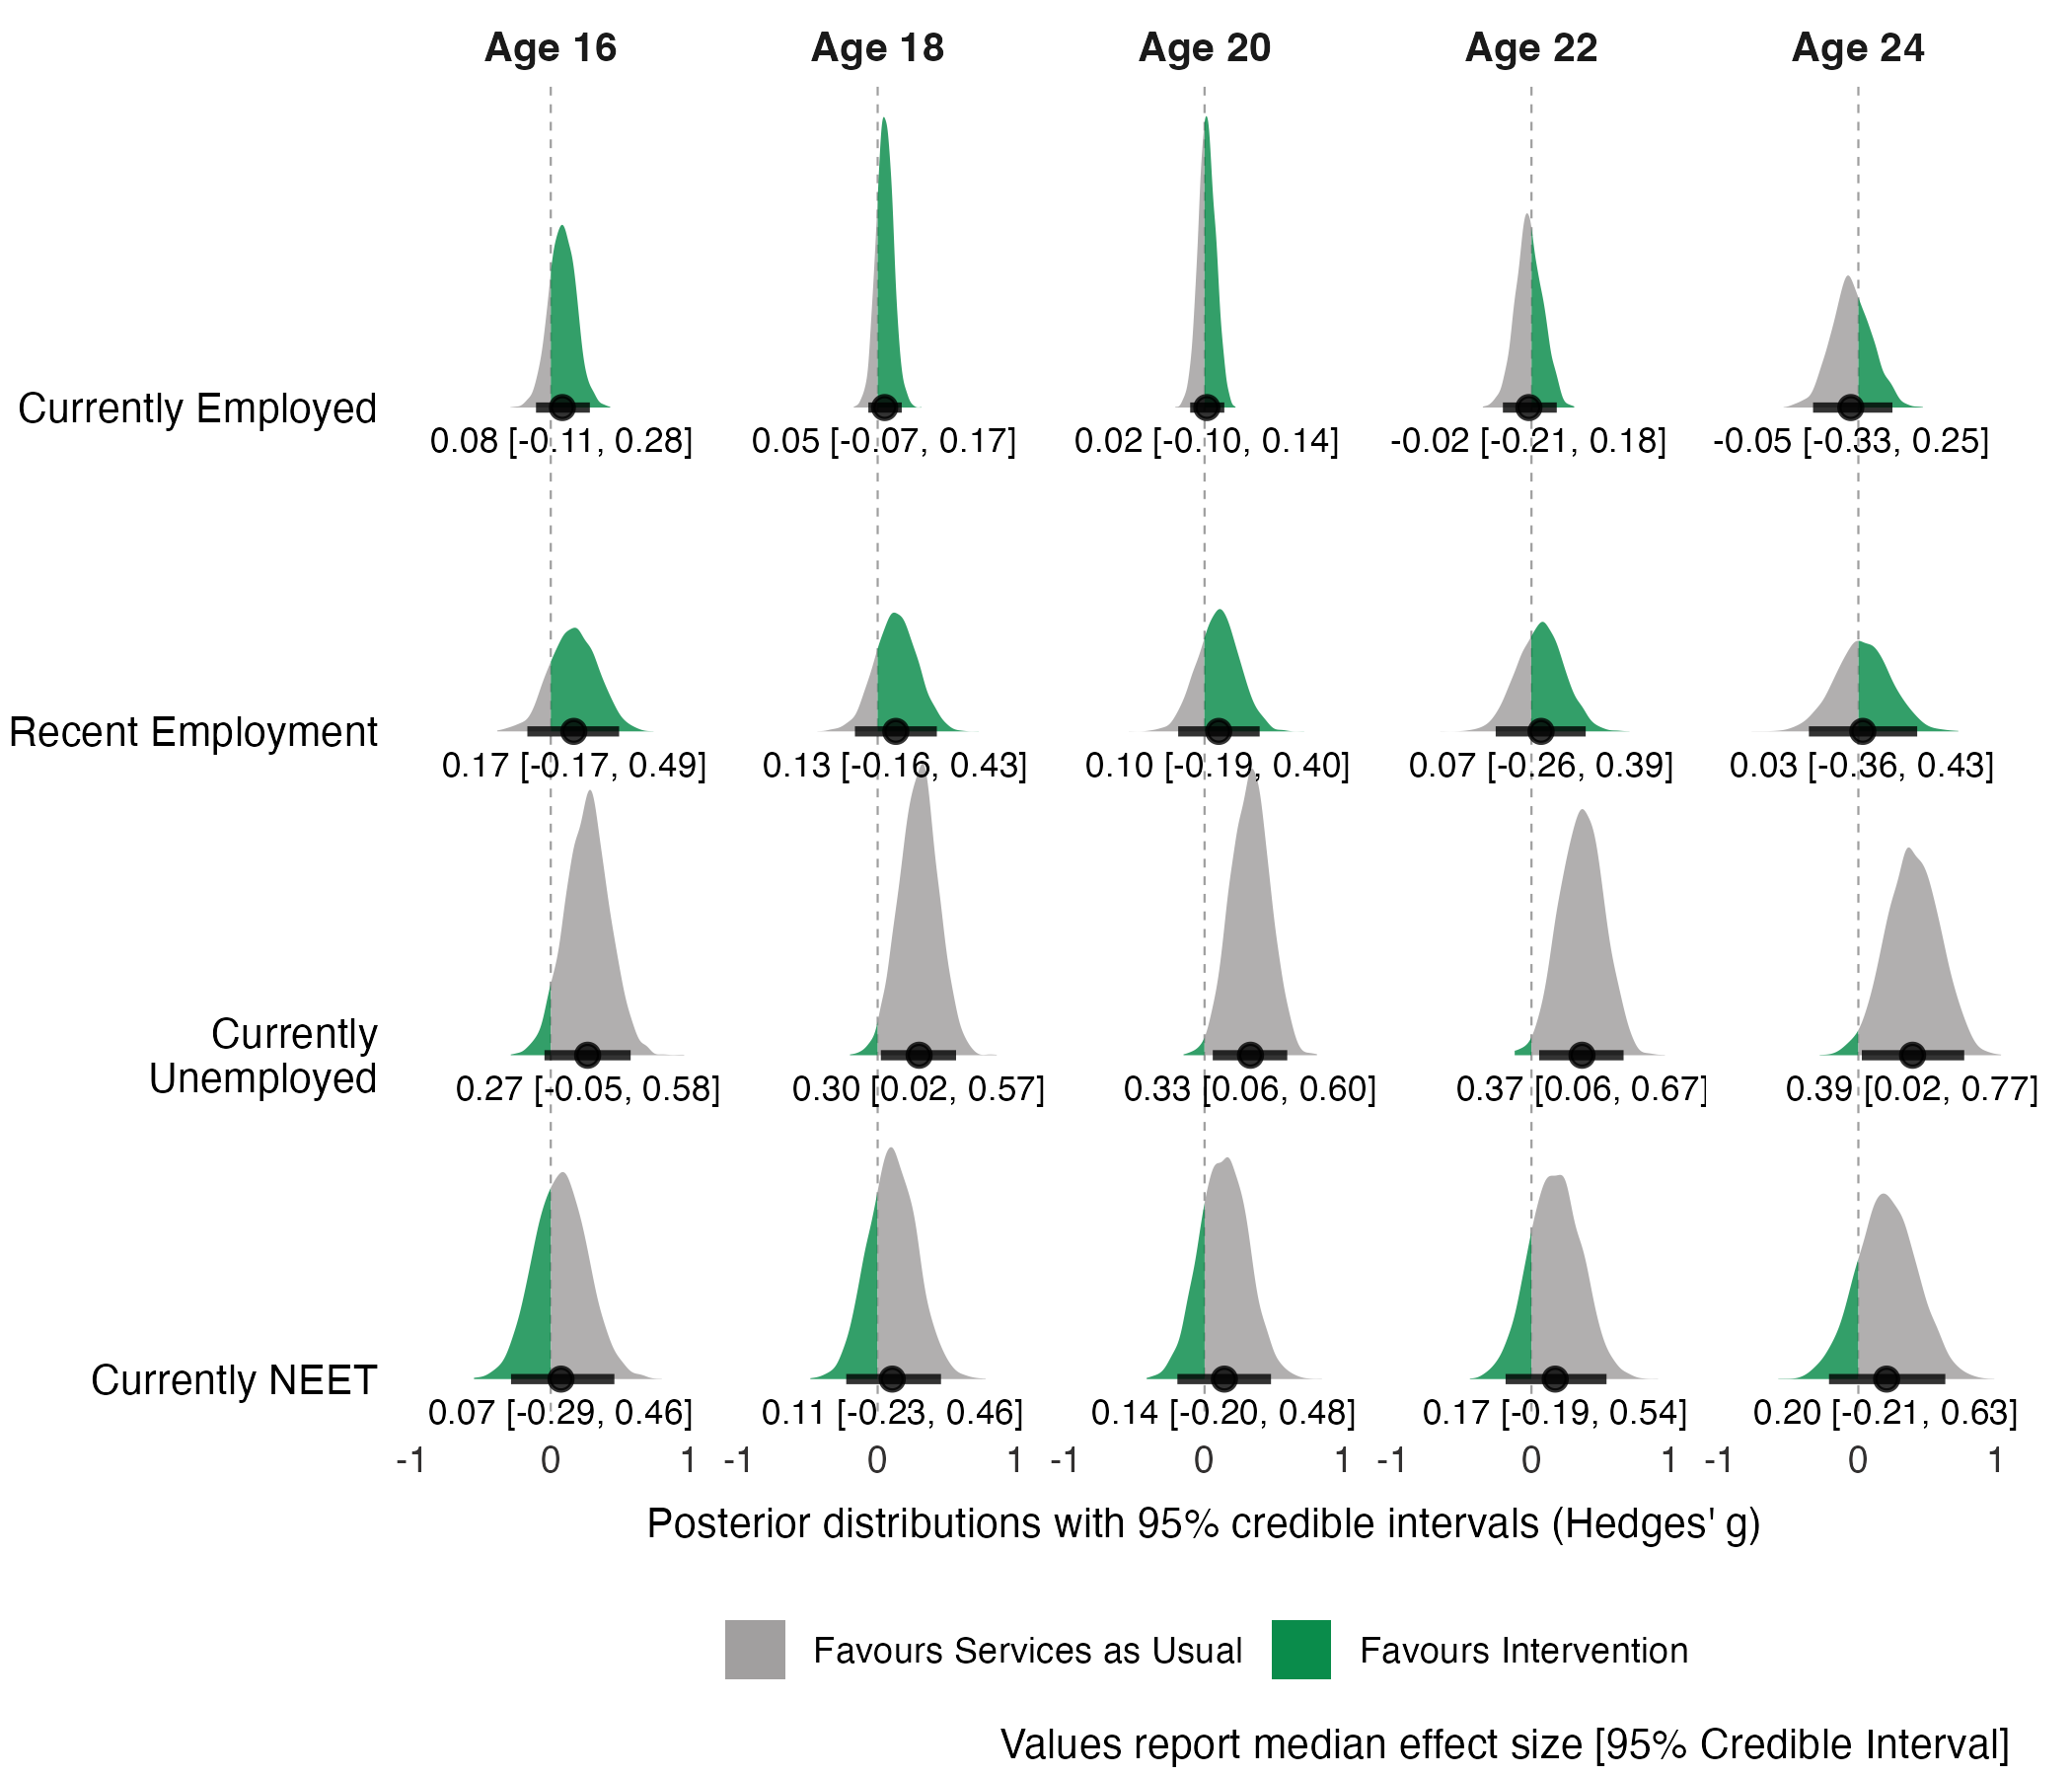 Age 16 Age 18 Age 20 Age 22 Age 24
Currently Employed
0.08 [-0.11, 0.28] 0.05 [-0.07, 0.17] 0.02 [-0.10, 0.14] -0.02 [-0.21, 0.18] -0.05 [-0.33, 0.25]
Recent Employment
0.17 [-0.17, 0.49] 0.13 [-0.16, 0.43] 0.10 [-0.19, 0.40] 0.07 [-0.26, 0.39] 0.03 [-0.36, 0.43]
Currently
Unemployed
0.27 [-0.05, 0.58] 0.30 [0.02, 0.57] 0.33 [0.06, 0.60] 0.37 [0.06, 0.67] 0.39 [0.02, 0.77]
Currently NEET
0.07 [-0.29, 0.46] 0.11 [-0.23, 0.46] 0.14 [-0.20, 0.48] 0.17 [-0.19, 0.54] 0.20 [-0.21, 0.63]
-1 0 1 -1 0 1 -1 0 1 -1 0 1 -1 0 1
Posterior distributions with 95% credible intervals (Hedges' g)
Favours Services as Usual Favours Intervention
Values report median effect size [95% Credible Interval]